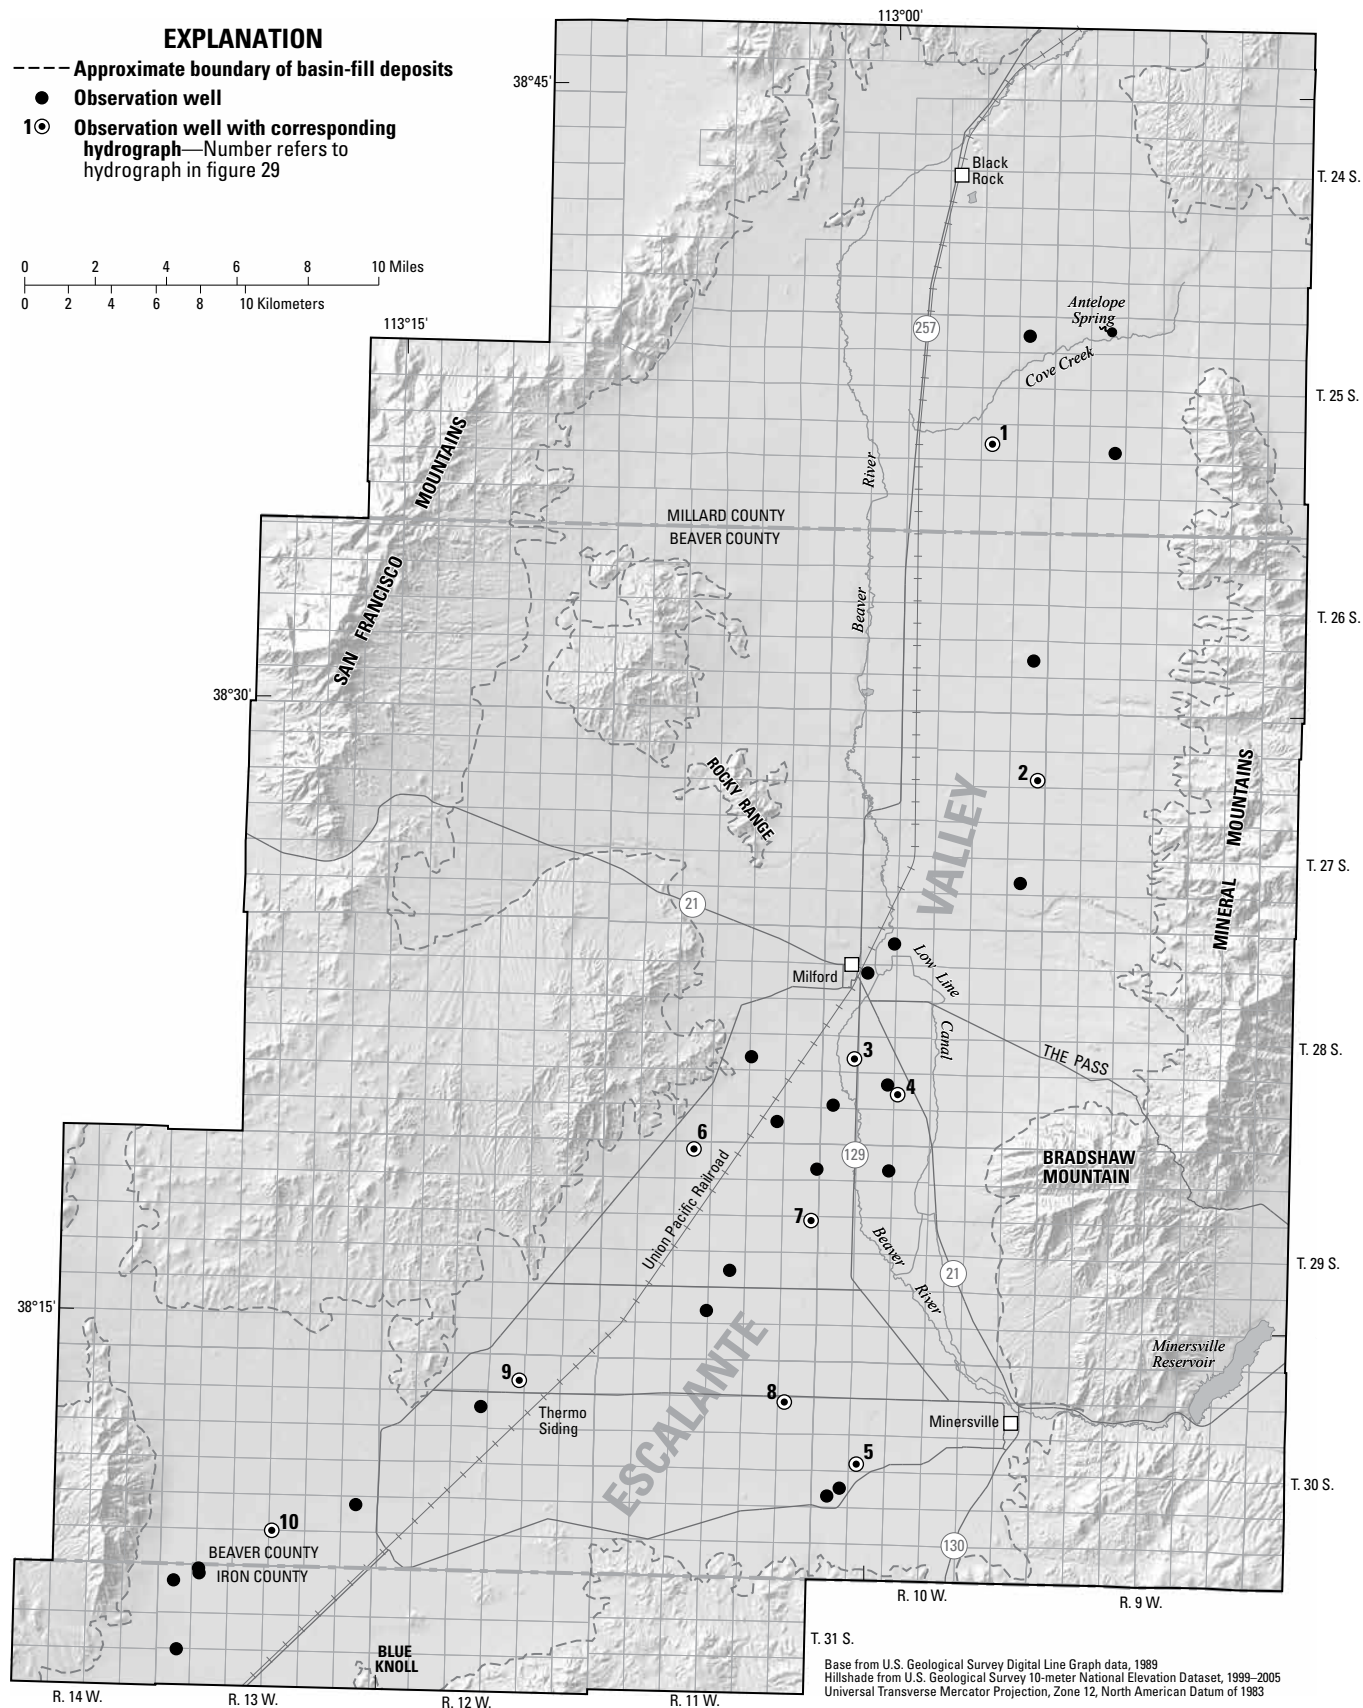 EXPLANATION
Approximate boundary of basin-fill deposits
Observation well
1 Observation well with corresponding
hydrograph—Number refers to
hydrograph in figure 29
0 2 4 6 8 10 Miles
0 2 4 6 8 10 Kilometers
113°00'
38°45'
113°15'
38°30'
38°15'
T. 24 S.
T. 25 S.
T. 26 S.
T. 27 S.
T. 28 S.
T. 29 S.
T. 30 S.
T. 31 S.
R. 14 W.
R. 13 W.
R. 12 W.
R. 11 W.
R. 10 W.
R. 9 W.
Black
Rock
257
Antelope
Spring
Cove Creek
1
River
Beaver
MILLARD COUNTY
BEAVER COUNTY
SAN FRANCISCO MOUNTAINS
ROCKY RANGE
2
VALLEY
MINERAL MOUNTAINS
21
Milford
Low Line
Canal
3
4
THE PASS
6
129
BRADSHAW
MOUNTAIN
Union Pacific Railroad
7
Beaver
River
21
ESCALANTE
Minersville
Reservoir
9
Thermo
Siding
8
Minersville
5
10
BEAVER COUNTY
IRON COUNTY
130
BLUE
KNOLL
Base from U.S. Geological Survey Digital Line Graph data, 1989
Hillshade from U.S. Geological Survey 10-meter National Elevation Dataset, 1999–2005
Universal Transverse Mercator Projection, Zone 12, North American Datum of 1983